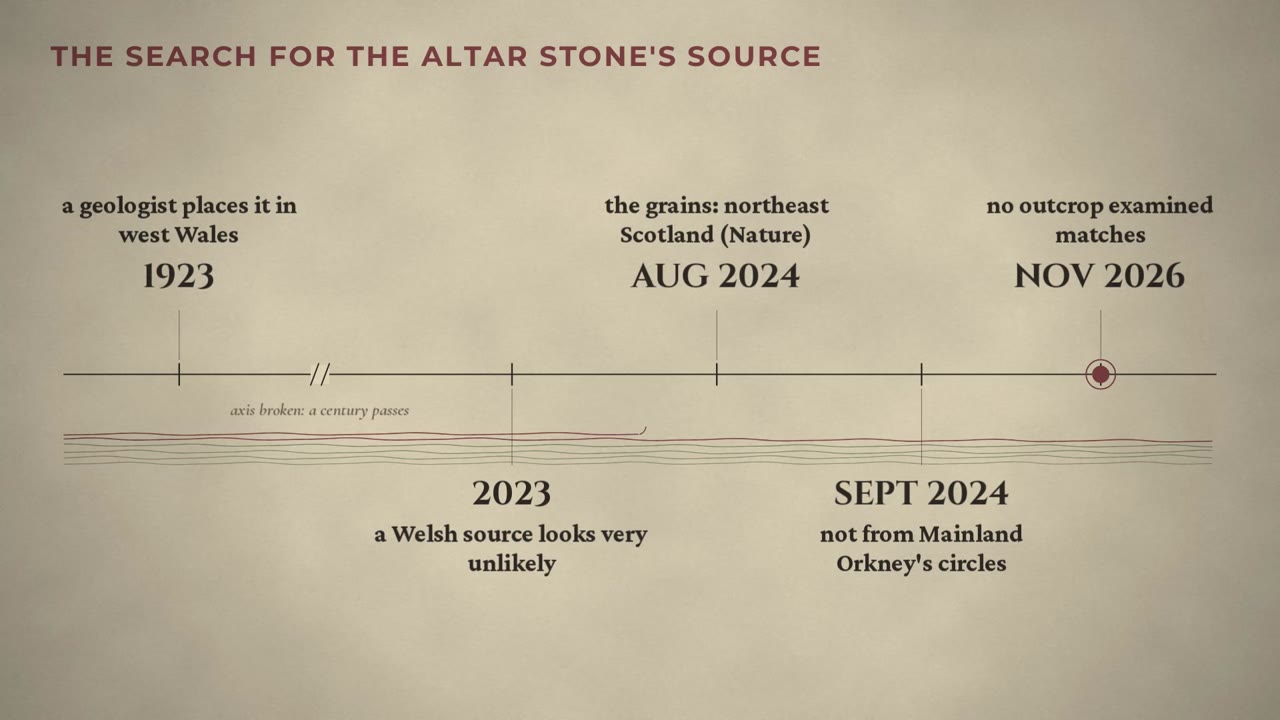 THE SEARCH FOR THE ALTAR STONE'S SOURCE
a geologist places it in
west Wales
1923
the grains: northeast
Scotland (Nature)
AUG 2024
no outcrop examined
matches
NOV 2026
axis broken: a century passes
2023
a Welsh source looks very
unlikely
SEPT 2024
not from Mainland
Orkney's circles